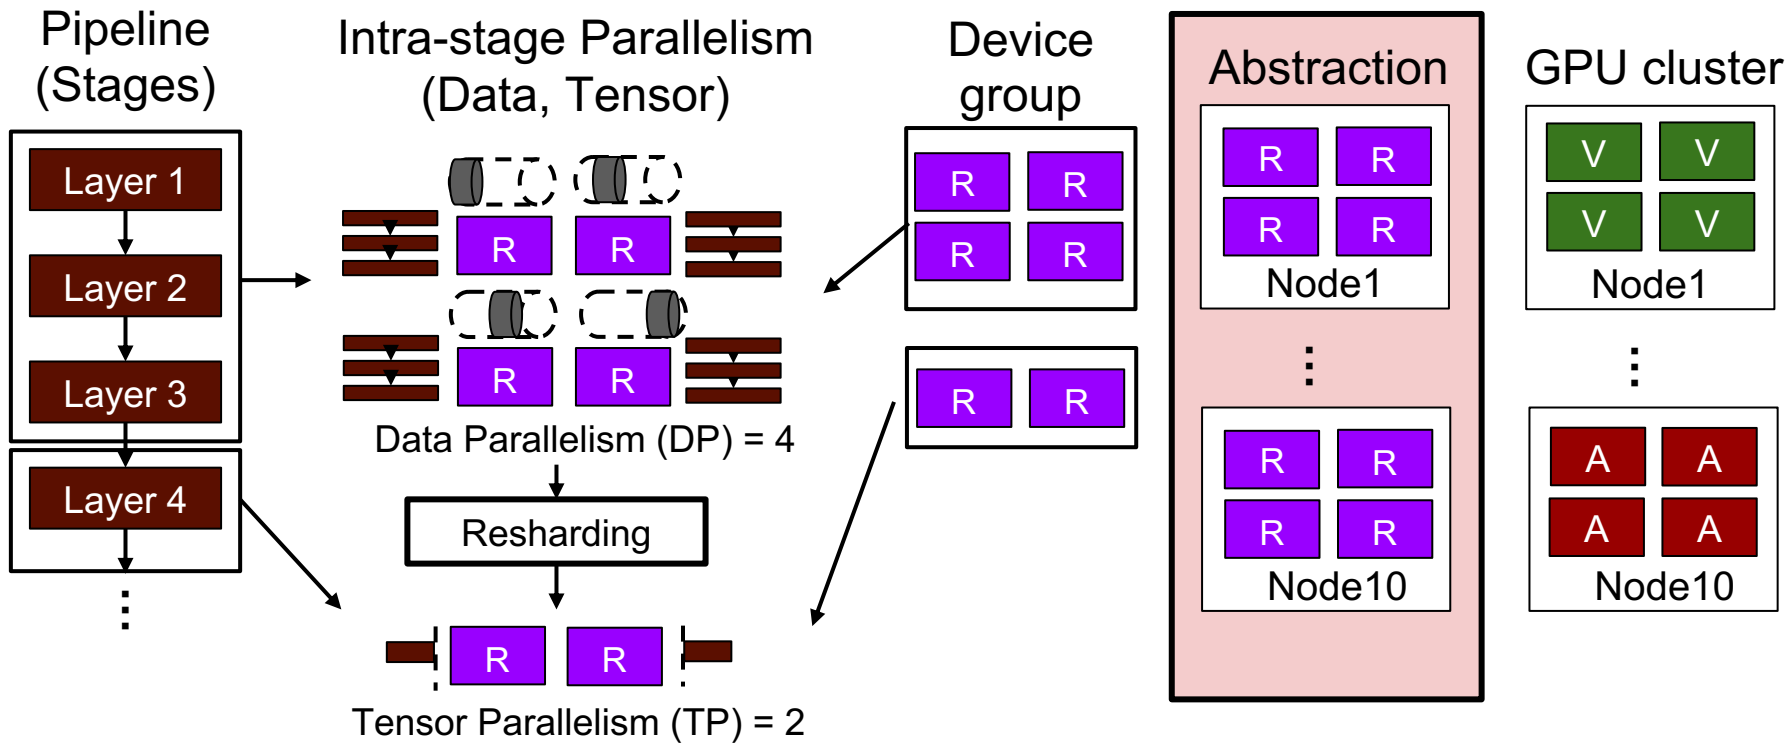 Pipeline
(Stages)
Layer 1
Layer 2
Layer 3
Layer 4
Intra-stage Parallelism
(Data, Tensor)
R R
R R
Data Parallelism (DP) = 4
Resharding
R R
Tensor Parallelism (TP) = 2
Device
group
R R
R R
R R
Abstraction
R R
R R
Node1
R R
R R
Node10
GPU cluster
V V
V V
Node1
A A
A A
Node10